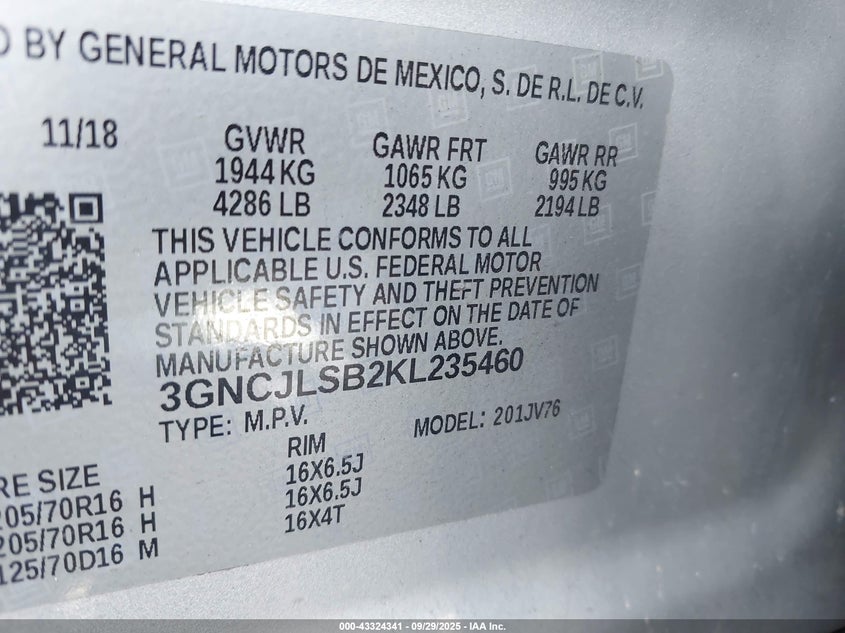 D BY GENERAL MOTORS DE MEXICO, S. DE R.L. DE C.V.
11/18 GVWR GAWR FRT GAWR RR
1944 KG 1065 KG 995 KG
4286 LB 2348 LB 2194 LB
THIS VEHICLE CONFORMS TO ALL
APPLICABLE U.S. FEDERAL MOTOR
VEHICLE SAFETY AND THEFT PREVENTION
STANDARDS IN EFFECT ON THE DATE OF
MANUFACTURE SHOWN ABOVE.
3GNCJLSB2KL235460
TYPE: M.P.V. MODEL: 201JV76
RE SIZE RIM
205/70R16 H 16X6.5J
205/70R16 H 16X6.5J
125/70D16 M 16X4T
000-43324341 - 09/29/2025 - IAA Inc.